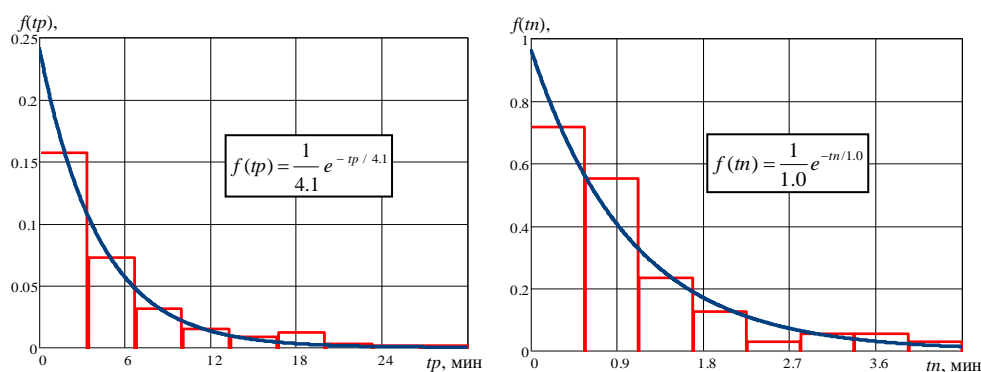 f(tp),
0.25
0.2
0.15
0.1
0.05
0
0 6 12 18 24 tp, мин
f(tp) = 1/4.1 e^(- tp / 4.1)
f(tn),
1
0.8
0.6
0.4
0.2
0
0 0.9 1.8 2.7 3.6 tn, мин
f(tn) = 1/1.0 e^(-tn/1.0)